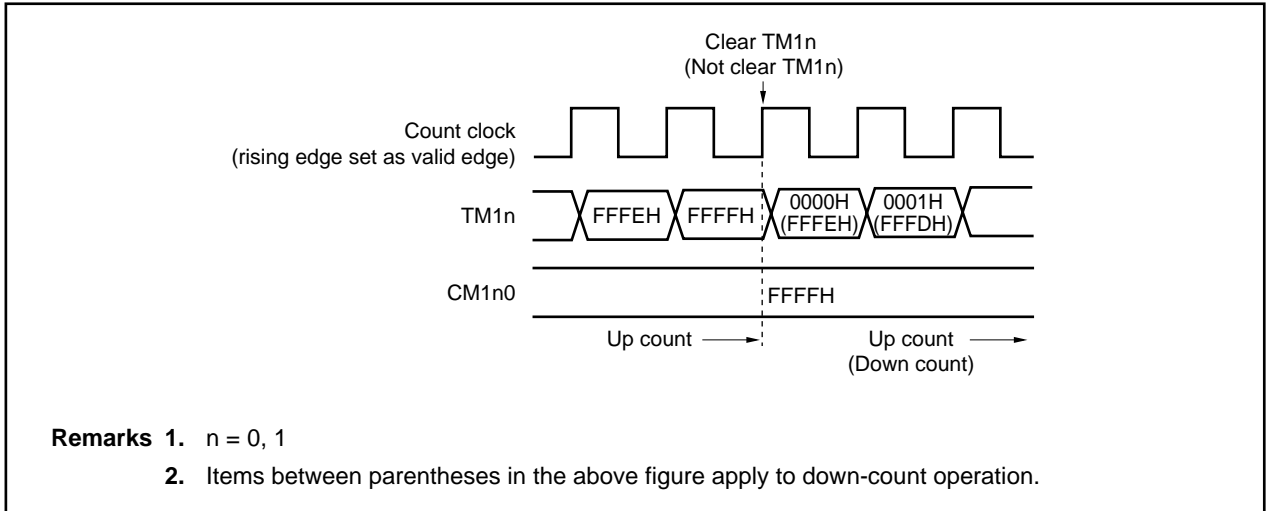 Clear TM1n
(Not clear TM1n)
Count clock
(rising edge set as valid edge)
TM1n
FFFEH
FFFFH
0000H
(FFFEH)
0001H
(FFFDH)
CM1n0
FFFFH
Up count
Up count
(Down count)
Remarks 1. n = 0, 1
2. Items between parentheses in the above figure apply to down-count operation.